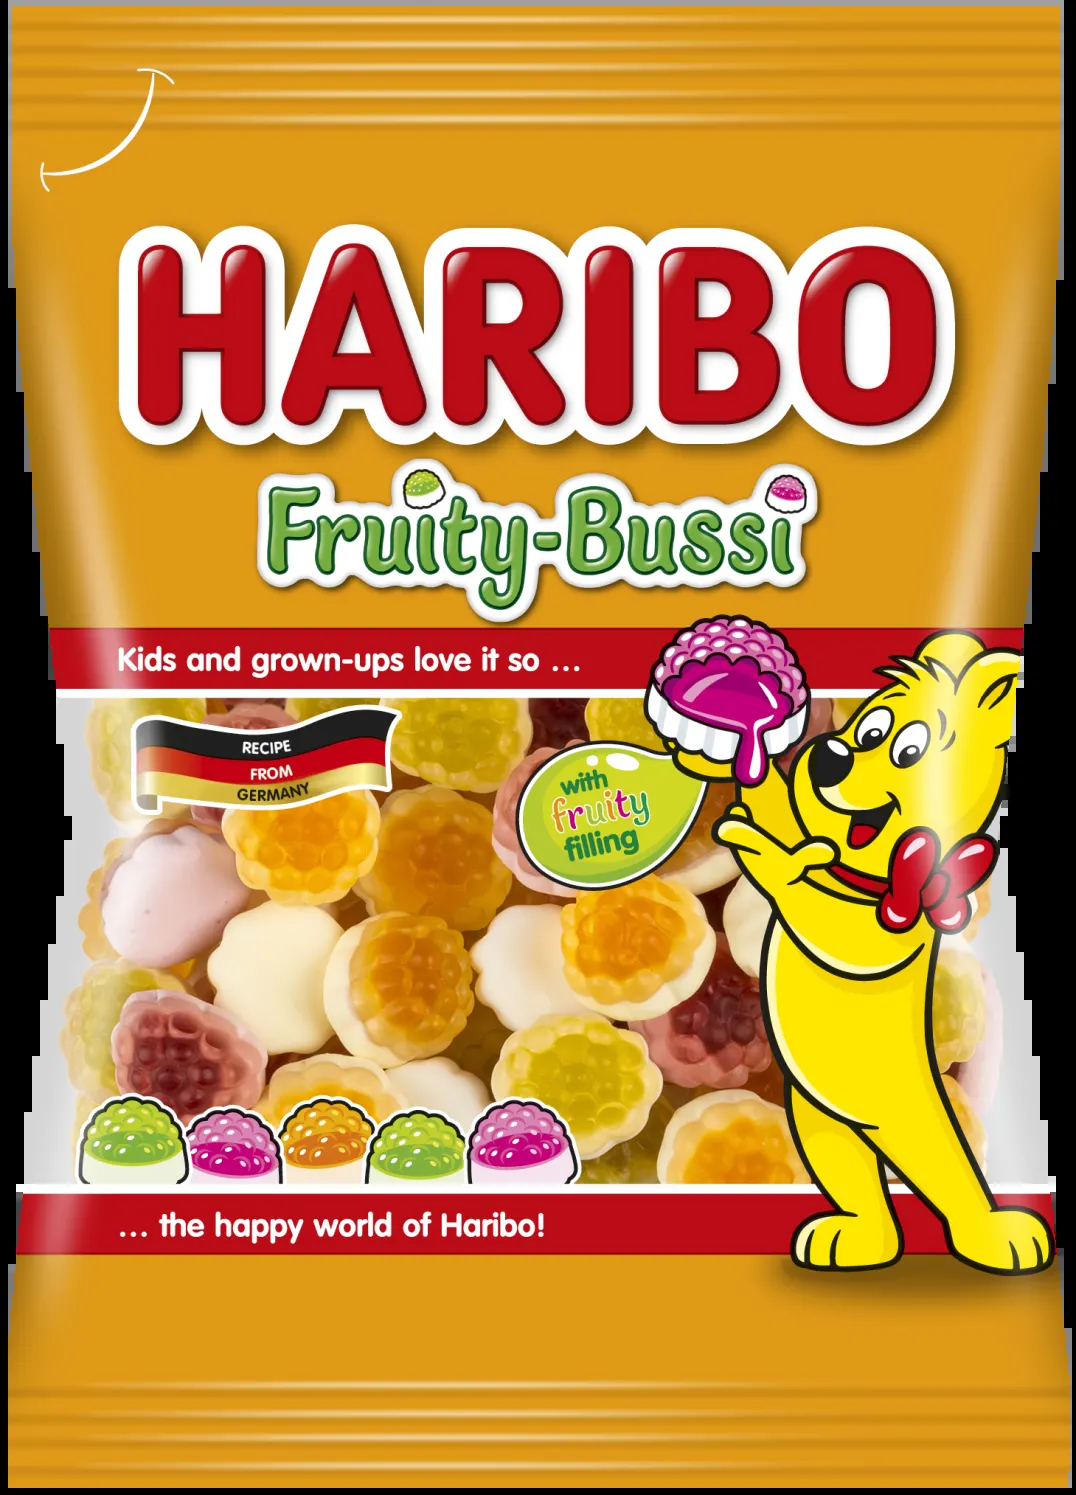 HARIBO
Fruity-Bussi
Kids and grown-ups love it so ...
RECIPE
FROM
GERMANY
with
fruity
filling
... the happy world of Haribo!